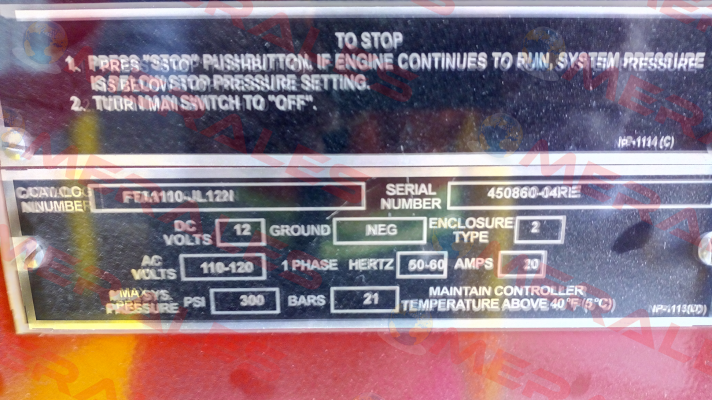 TO STOP
1. PRESS "STOP" PUSHBUTTON. IF ENGINE CONTINUES TO RUN, SYSTEM PRESSURE
IS BELOW STOP PRESSURE SETTING.
2. TURN MAIN SWITCH TO "OFF".
NP-1114 (C)
CATALOG NUMBER FTA1110-JL12N SERIAL NUMBER 450860-04RE
DC VOLTS 12 GROUND NEG ENCLOSURE TYPE 2
AC VOLTS 110-120 1 PHASE HERTZ 50-60 AMPS 20
MAX SYS. PRESSURE PSI 300 BARS 21 MAINTAIN CONTROLLER TEMPERATURE ABOVE 40°F (5°C)